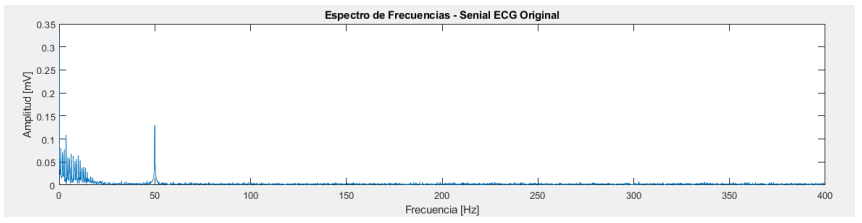 Espectro de Frecuencias - Senial ECG Original
Amplitud [mV]
0.35
0.3
0.25
0.2
0.15
0.1
0.05
0
0 50 100 150 200 250 300 350 400
Frecuencia [Hz]